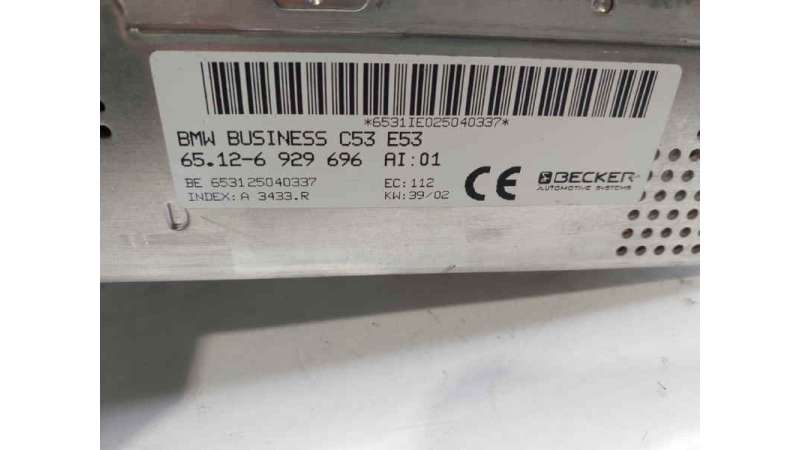 *6531IE025040337*
BMW BUSINESS C53 E53
65.12-6 929 696 AI:01
BE 653125040337 EC:112
INDEX:A 3433.R KW:39/02
CE
BECKER
AUTOMOTIVE SYSTEMS